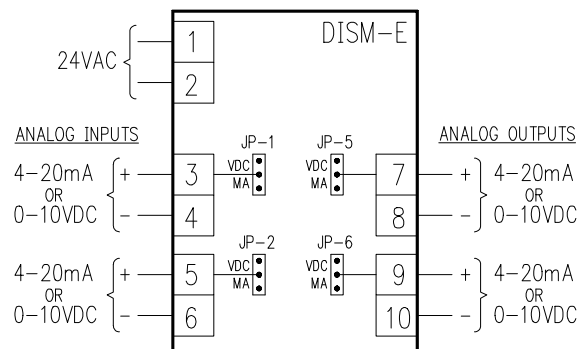 DISM-E
24VAC
1
2
ANALOG INPUTS
4-20mA
OR
0-10VDC
+
-
3
4
JP-1
VDC
MA
4-20mA
OR
0-10VDC
+
-
5
6
JP-2
VDC
MA
ANALOG OUTPUTS
JP-5
VDC
MA
7
8
+
-
4-20mA
OR
0-10VDC
JP-6
VDC
MA
9
10
+
-
4-20mA
OR
0-10VDC